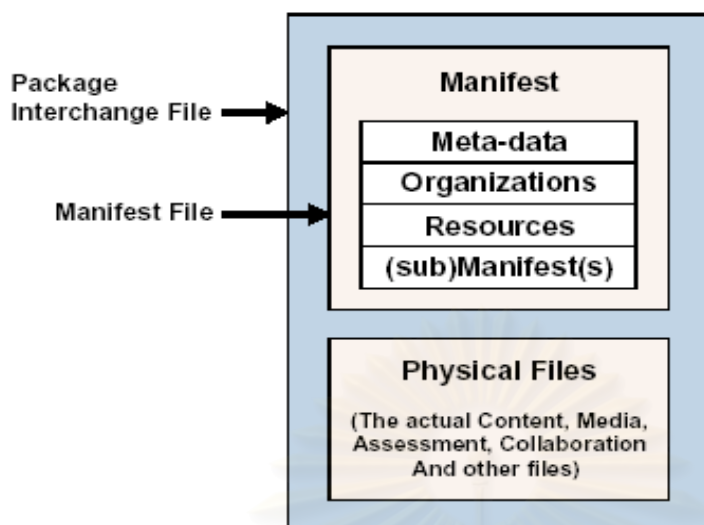 Package
Interchange File
Manifest File
Manifest
Meta-data
Organizations
Resources
(sub)Manifest(s)
Physical Files
(The actual Content, Media,
Assessment, Collaboration
And other files)